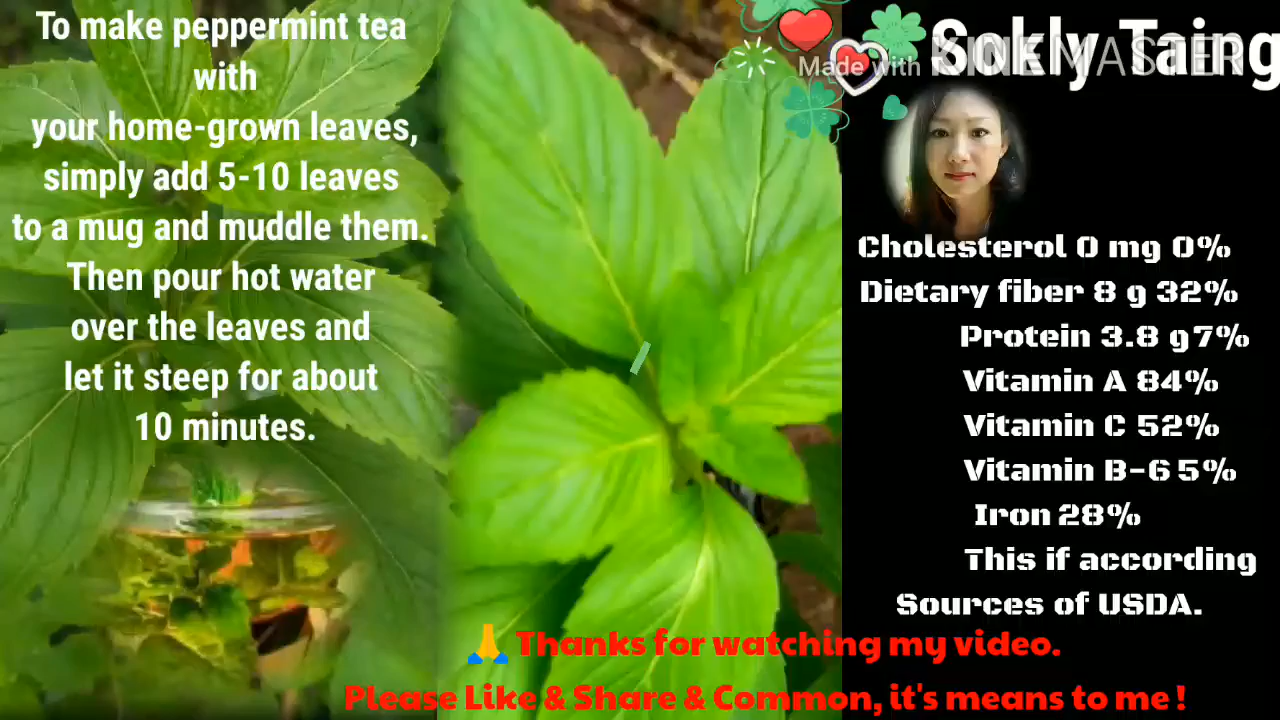 To make peppermint tea
with
your home-grown leaves,
simply add 5-10 leaves
to a mug and muddle them.
Then pour hot water
over the leaves and
let it steep for about
10 minutes.
Sokly Taing
Made with KINEMASTER
Cholesterol 0 mg 0%
Dietary fiber 8 g 32%
Protein 3.8 g 7%
Vitamin A 84%
Vitamin C 52%
Vitamin B-6 5%
Iron 28%
This if according
Sources of USDA.
🙏 Thanks for watching my video.
Please Like & Share & Common, it's means to me !